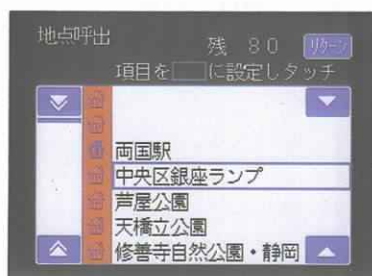 地点呼出
残 80 リターン
項目を□に設定しタッチ
両国駅
中央区銀座ランプ
芦屋公園
天橋立公園
修善寺自然公園・静岡